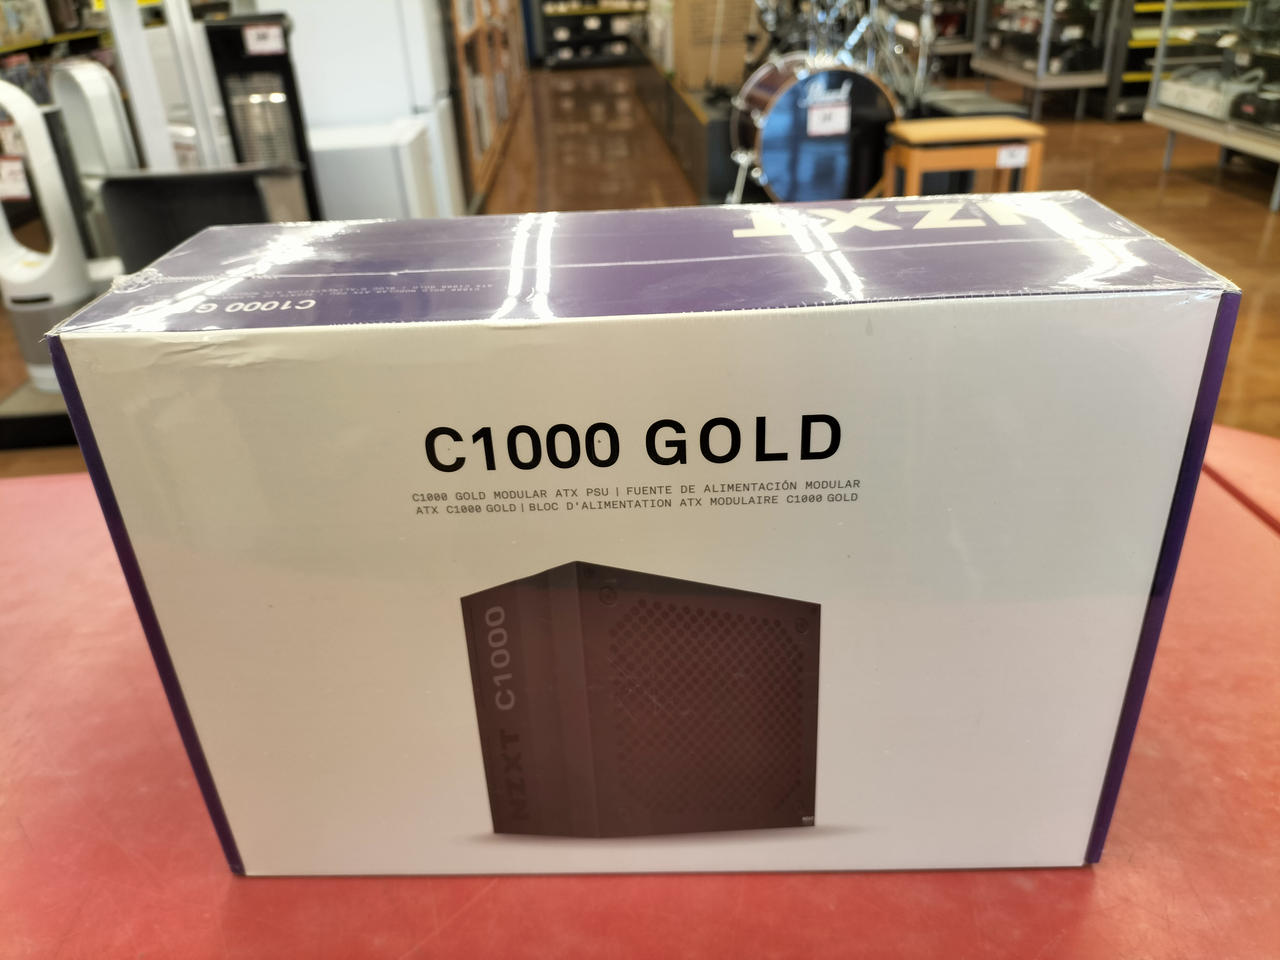 NZXT
C1000 GOLD
C1000 GOLD
C1000 GOLD MODULAR ATX PSU | FUENTE DE ALIMENTACIÓN MODULAR
ATX C1000 GOLD | BLOC D'ALIMENTATION ATX MODULAIRE C1000 GOLD
NZXT C1000
Pearl